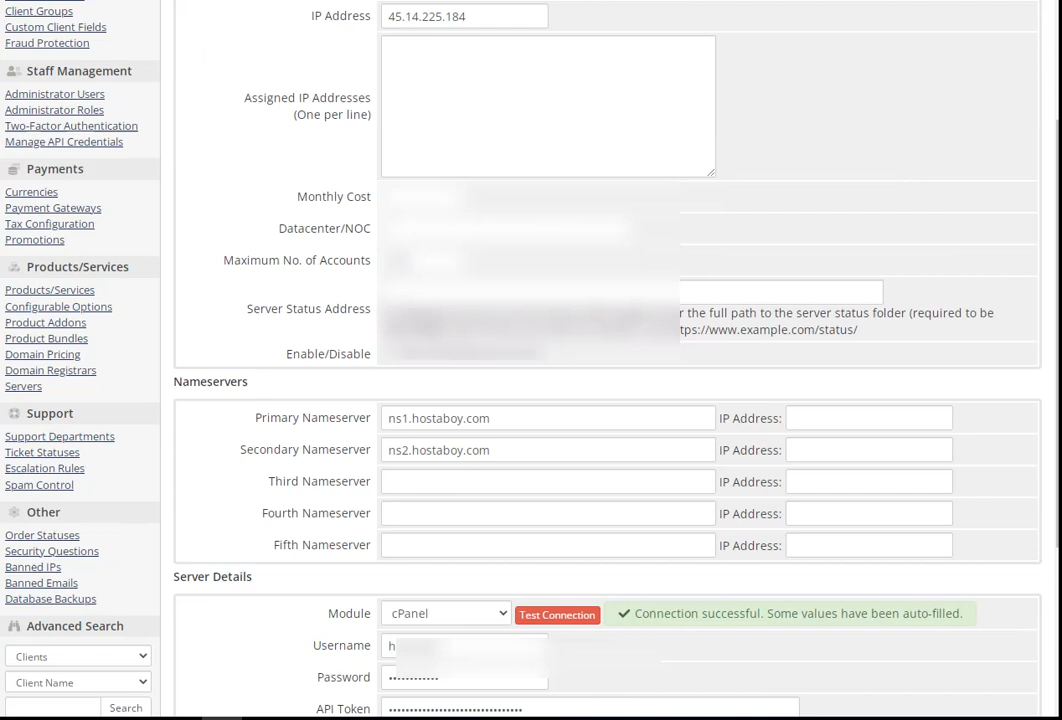 Client Groups
Custom Client Fields
Fraud Protection
Staff Management
Administrator Users
Administrator Roles
Two-Factor Authentication
Manage API Credentials
Payments
Currencies
Payment Gateways
Tax Configuration
Promotions
Products/Services
Products/Services
Configurable Options
Product Addons
Product Bundles
Domain Pricing
Domain Registrars
Servers
Support
Support Departments
Ticket Statuses
Escalation Rules
Spam Control
Other
Order Statuses
Security Questions
Banned IPs
Banned Emails
Database Backups
Advanced Search
Clients
Client Name
Search
IP Address 45.14.225.184
Assigned IP Addresses
(One per line)
Monthly Cost
Datacenter/NOC
Maximum No. of Accounts
Server Status Address
r the full path to the server status folder (required to be
ttps://www.example.com/status/
Enable/Disable
Nameservers
Primary Nameserver ns1.hostaboy.com IP Address:
Secondary Nameserver ns2.hostaboy.com IP Address:
Third Nameserver IP Address:
Fourth Nameserver IP Address:
Fifth Nameserver IP Address:
Server Details
Module cPanel Test Connection ✔ Connection successful. Some values have been auto-filled.
Username h
Password ••••••••••••
API Token ••••••••••••••••••••••••••••••••